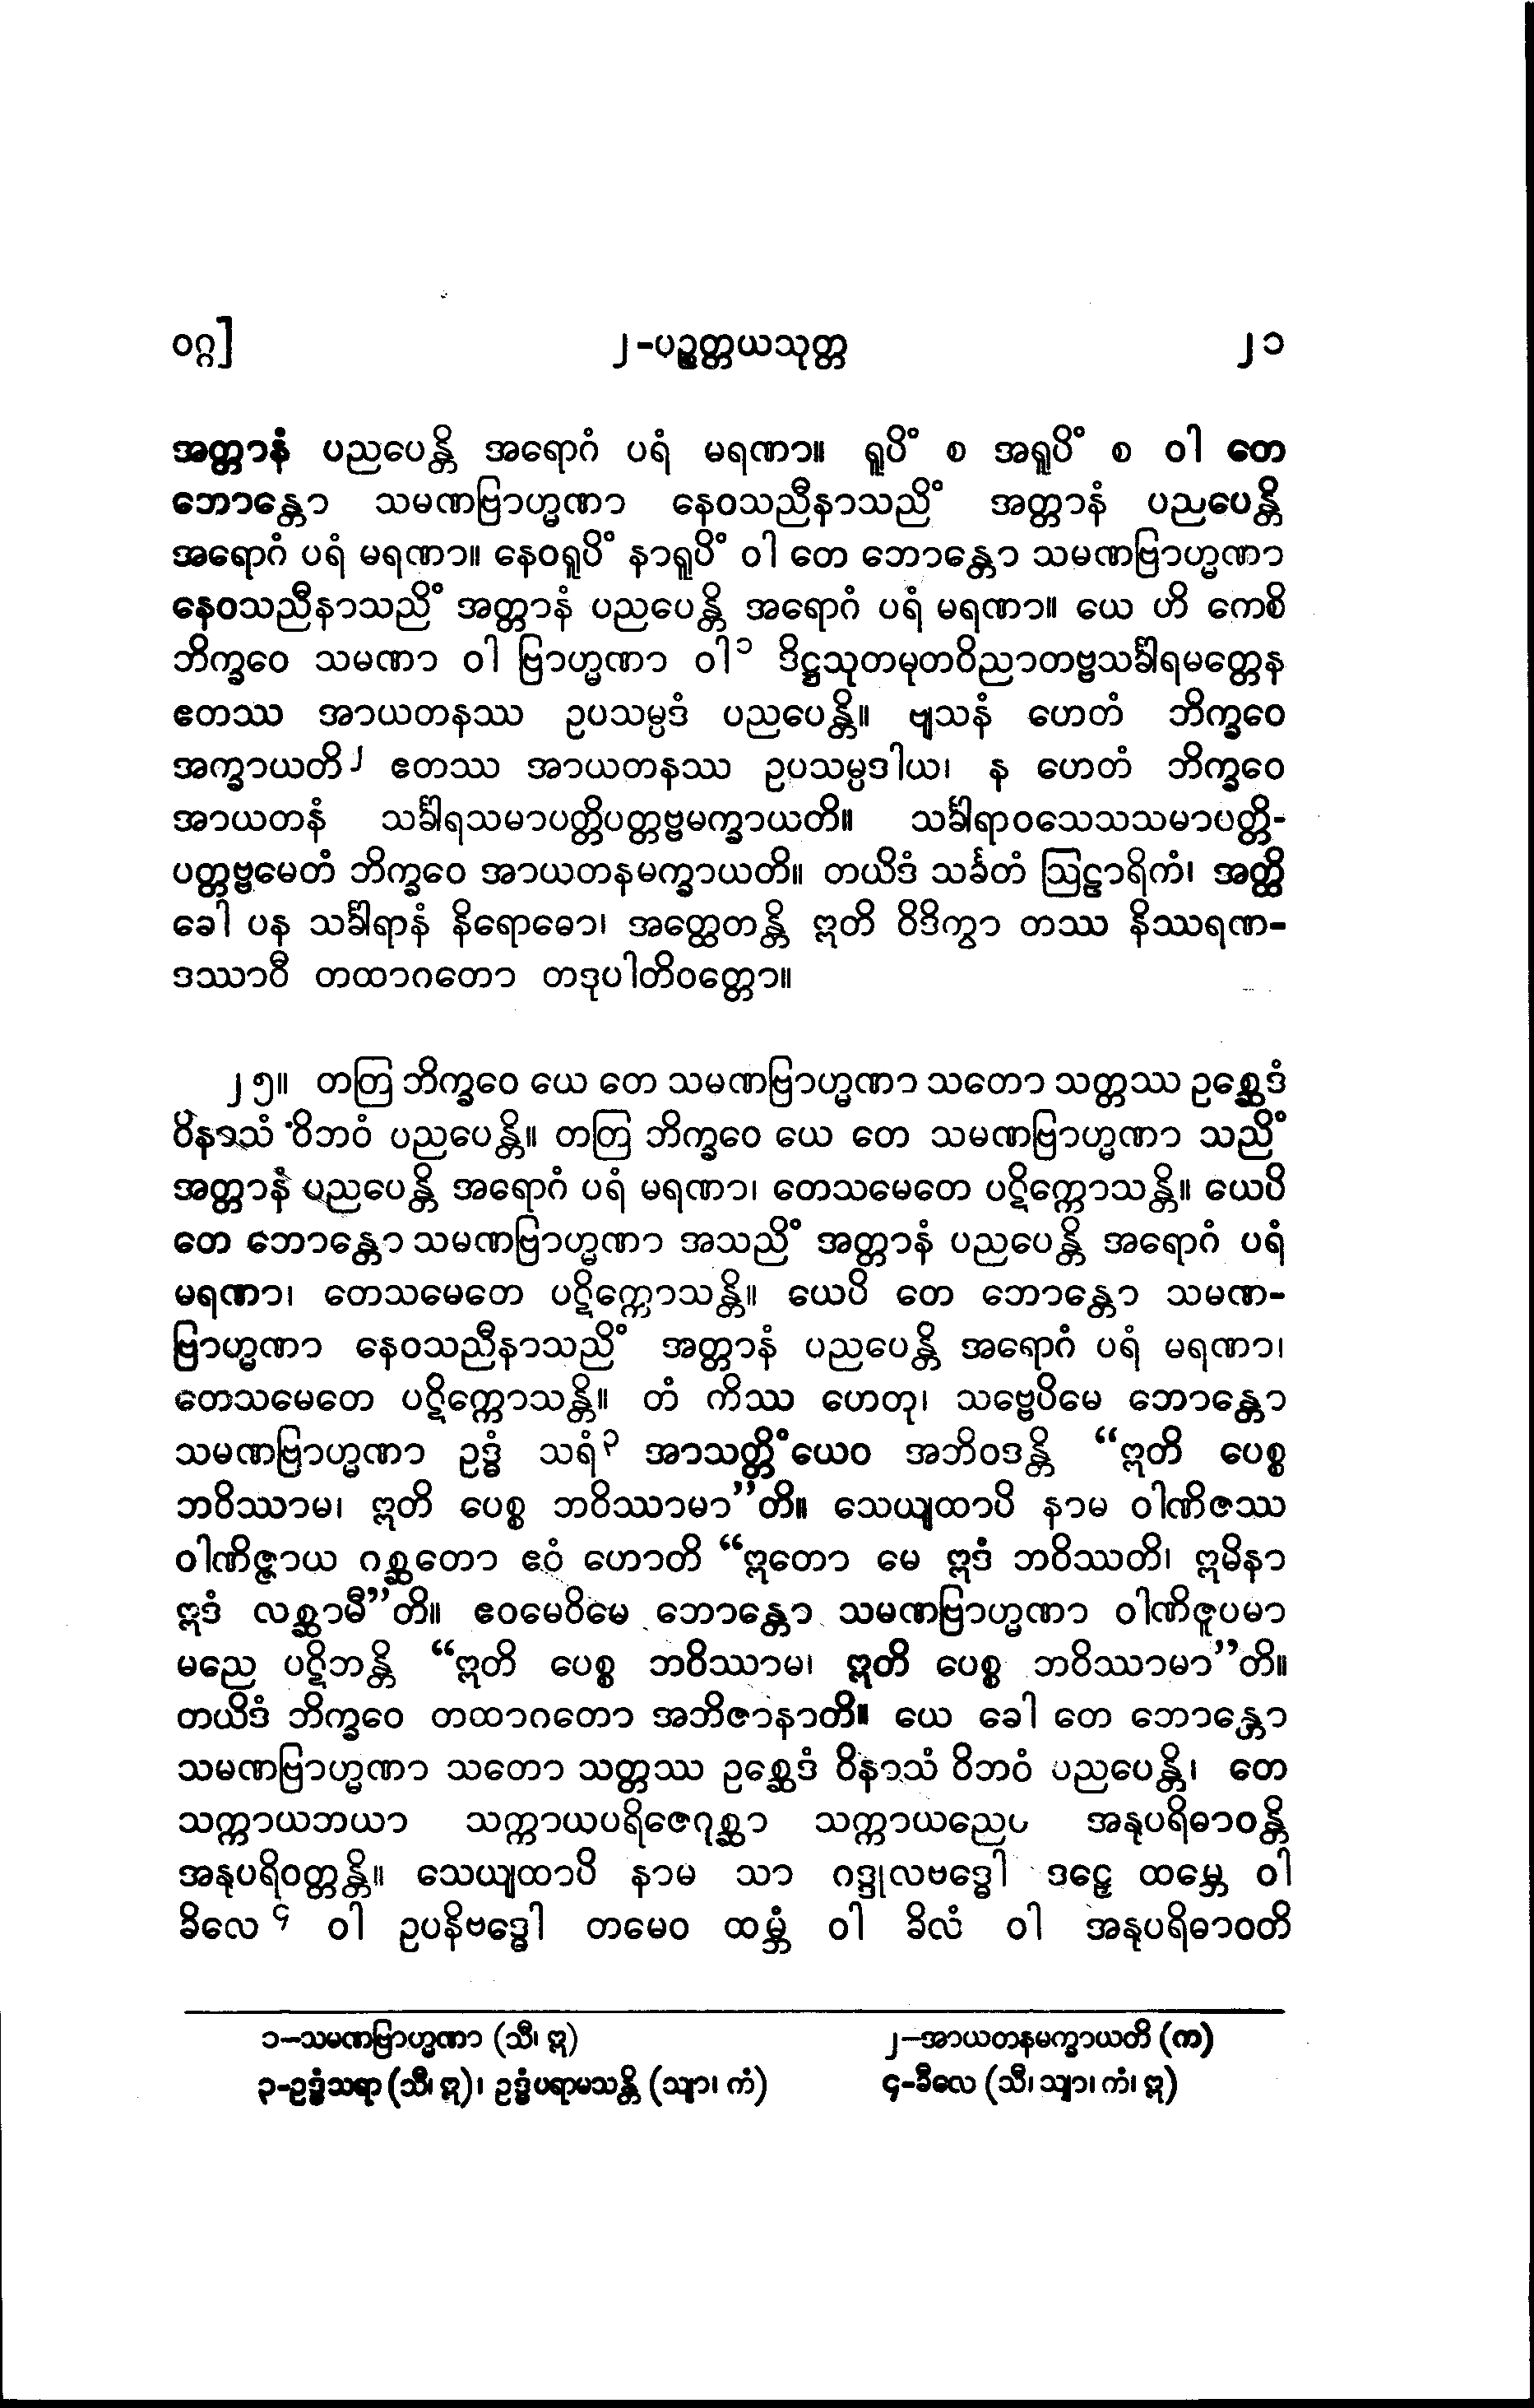 ၀ဂ္ဂ]
၂-ပဉ္စတ္တယသုတ္တ
၂၁
အတ္တာနံ ပညပေန္တိ အရောဂံ ပရံ မရဏာ။ ရူပိံ စ အရူပိံ စ ဝါ တေ
ဘောန္တော သမဏဗြာဟ္မဏာ နေဝသညီနာသညိံ အတ္တာနံ ပညပေန္တိ
အရောဂံ ပရံ မရဏာ။ နေဝရူပိံ နာရူပိံ ဝါ တေ ဘောန္တော သမဏဗြာဟ္မဏာ
နေဝသညီနာသညိံ အတ္တာနံ ပညပေန္တိ အရောဂံ ပရံ မရဏာ။ ယေ ဟိ ကေစိ
ဘိက္ခဝေ သမဏာ ဝါ ဗြာဟ္မဏာ ဝါ၁ ဒိဋ္ဌသုတမုတဝိညာတဗ္ဗသင်္ခါရမတ္တေန
ဧတဿ အာယတနဿ ဥပသမ္ပဒံ ပညပေန္တိ။ ဗျသနံ ဟေတံ ဘိက္ခဝေ
အက္ခာယတိ၂ ဧတဿ အာယတနဿ ဥပသမ္ပဒါယ၊ န ဟေတံ ဘိက္ခဝေ
အာယတနံ သင်္ခါရသမာပတ္တိပတ္တဗ္ဗမက္ခာယတိ။ သင်္ခါရာဝသေသသမာပတ္တိ-
ပတ္တဗ္ဗမေတံ ဘိက္ခဝေ အာယတနမက္ခာယတိ။ တယိဒံ သင်္ခတံ ဩဠာရိကံ၊ အတ္ထိ
ခေါ ပန သင်္ခါရာနံ နိရောဓော၊ အတ္ထေတန္တိ ဣတိ ဝိဒိတွာ တဿ နိဿရဏ-
ဒဿာဝီ တထာဂတော တဒုပါတိဝတ္တော။
၂၅။ တတြ ဘိက္ခဝေ ယေ တေ သမဏဗြာဟ္မဏာ သတော သတ္တဿ ဥစ္ဆေဒံ
ဝိနာသံ ဝိဘဝံ ပညပေန္တိ။ တတြ ဘိက္ခဝေ ယေ တေ သမဏဗြာဟ္မဏာ သညိံ
အတ္တာနံ ပညပေန္တိ အရောဂံ ပရံ မရဏာ၊ တေသမေတေ ပဋိက္ကောသန္တိ။ ယေပိ
တေ ဘောန္တော သမဏဗြာဟ္မဏာ အသညိံ အတ္တာနံ ပညပေန္တိ အရောဂံ ပရံ
မရဏာ၊ တေသမေတေ ပဋိက္ကောသန္တိ။ ယေပိ တေ ဘောန္တော သမဏ-
ဗြာဟ္မဏာ နေဝသညီနာသညိံ အတ္တာနံ ပညပေန္တိ အရောဂံ ပရံ မရဏာ၊
တေသမေတေ ပဋိက္ကောသန္တိ။ တံ ကိဿ ဟေတု၊ သဗ္ဗေပိမေ ဘောန္တော
သမဏဗြာဟ္မဏာ ဥဒ္ဓံ သရံ၃ အာသတ္တိံယေဝ အဘိဝဒန္တိ “ဣတိ ပေစ္စ
ဘဝိဿာမ၊ ဣတိ ပေစ္စ ဘဝိဿာမာ”တိ။ သေယျထာပိ နာမ ဝါဏိဇဿ
ဝါဏိဇ္ဇာယ ဂစ္ဆတော ဧဝံ ဟောတိ “ဣတော မေ ဣဒံ ဘဝိဿတိ၊ ဣမိနာ
ဣဒံ လစ္ဆာမီ”တိ။ ဧဝမေဝိမေ ဘောန္တော သမဏဗြာဟ္မဏာ ဝါဏိဇူပမာ
မညေ ပဋိဘန္တိ “ဣတိ ပေစ္စ ဘဝိဿာမ၊ ဣတိ ပေစ္စ ဘဝိဿာမာ”တိ။
တယိဒံ ဘိက္ခဝေ တထာဂတော အဘိဇာနာတိ။ ယေ ခေါ တေ ဘောန္တော
သမဏဗြာဟ္မဏာ သတော သတ္တဿ ဥစ္ဆေဒံ ဝိနာသံ ဝိဘဝံ ပညပေန္တိ၊ တေ
သက္ကာယဘယာ သက္ကာယပရိဇေဂုစ္ဆာ သက္ကာယညေဝ အနုပရိဓာဝန္တိ
အနုပရိဝတ္တန္တိ။ သေယျထာပိ နာမ သာ ဂဒ္ဒုလဗဒ္ဓေါ ဒဠှေ ထမ္ဘေ ဝါ
ခိလေ၄ ဝါ ဥပနိဗဒ္ဓေါ တမေဝ ထမ္ဘံ ဝါ ခိလံ ဝါ အနုပရိဓာဝတိ
၁-သမဏဗြာဟ္မဏာ (သီ၊ ဣ)
၂-အာယတနမက္ခာယတိ (က)
၃-ဥဒ္ဓံသရာ (သီ၊ ဣ)၊ ဥဒ္ဓံပရာမသန္တိ (သျာ၊ ကံ)
၄-ခီလေ (သီ၊ သျာ၊ ကံ၊ ဣ)